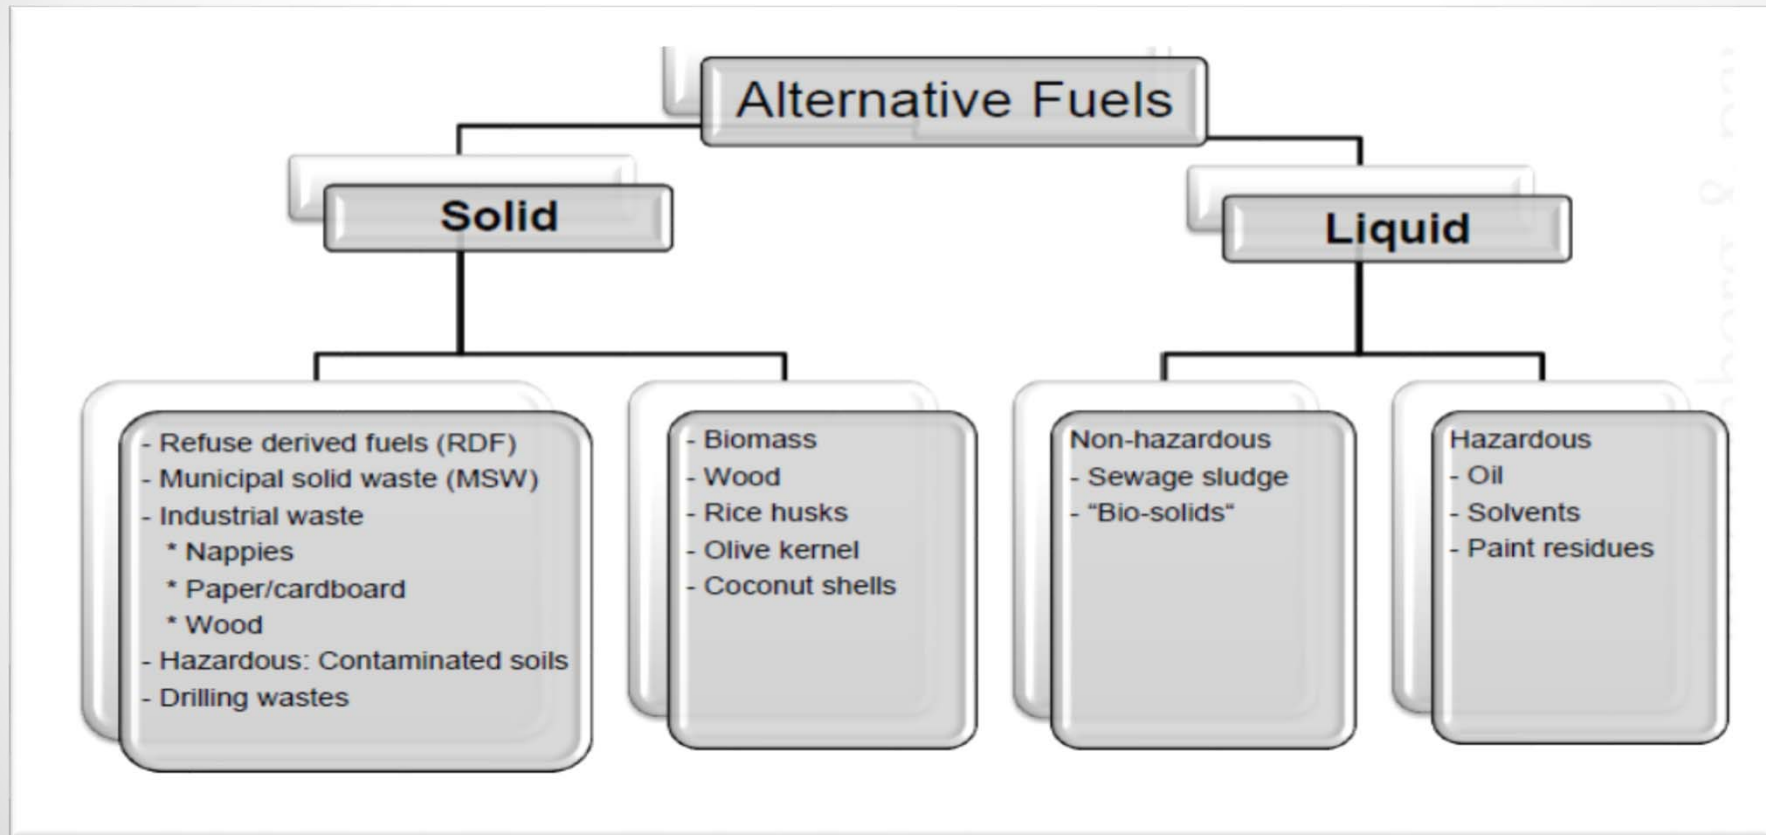 Alternative Fuels
Solid
Liquid
- Refuse derived fuels (RDF)
- Municipal solid waste (MSW)
- Industrial waste
* Nappies
* Paper/cardboard
* Wood
- Hazardous: Contaminated soils
- Drilling wastes
- Biomass
- Wood
- Rice husks
- Olive kernel
- Coconut shells
Non-hazardous
- Sewage sludge
- “Bio-solids“
Hazardous
- Oil
- Solvents
- Paint residues